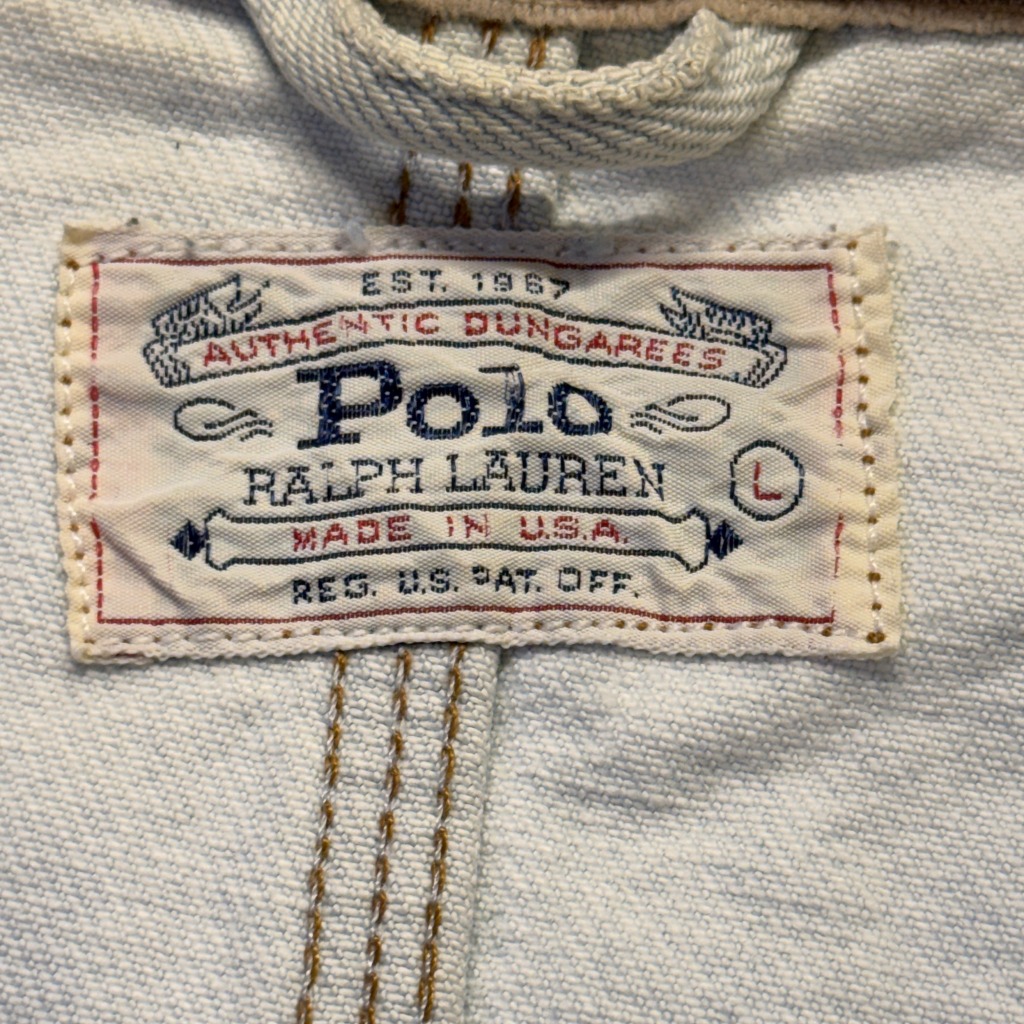 EST. 1967
AUTHENTIC DUNGAREES
Polo
RALPH LAUREN
L
MADE IN U.S.A.
REG. U.S. PAT. OFF.